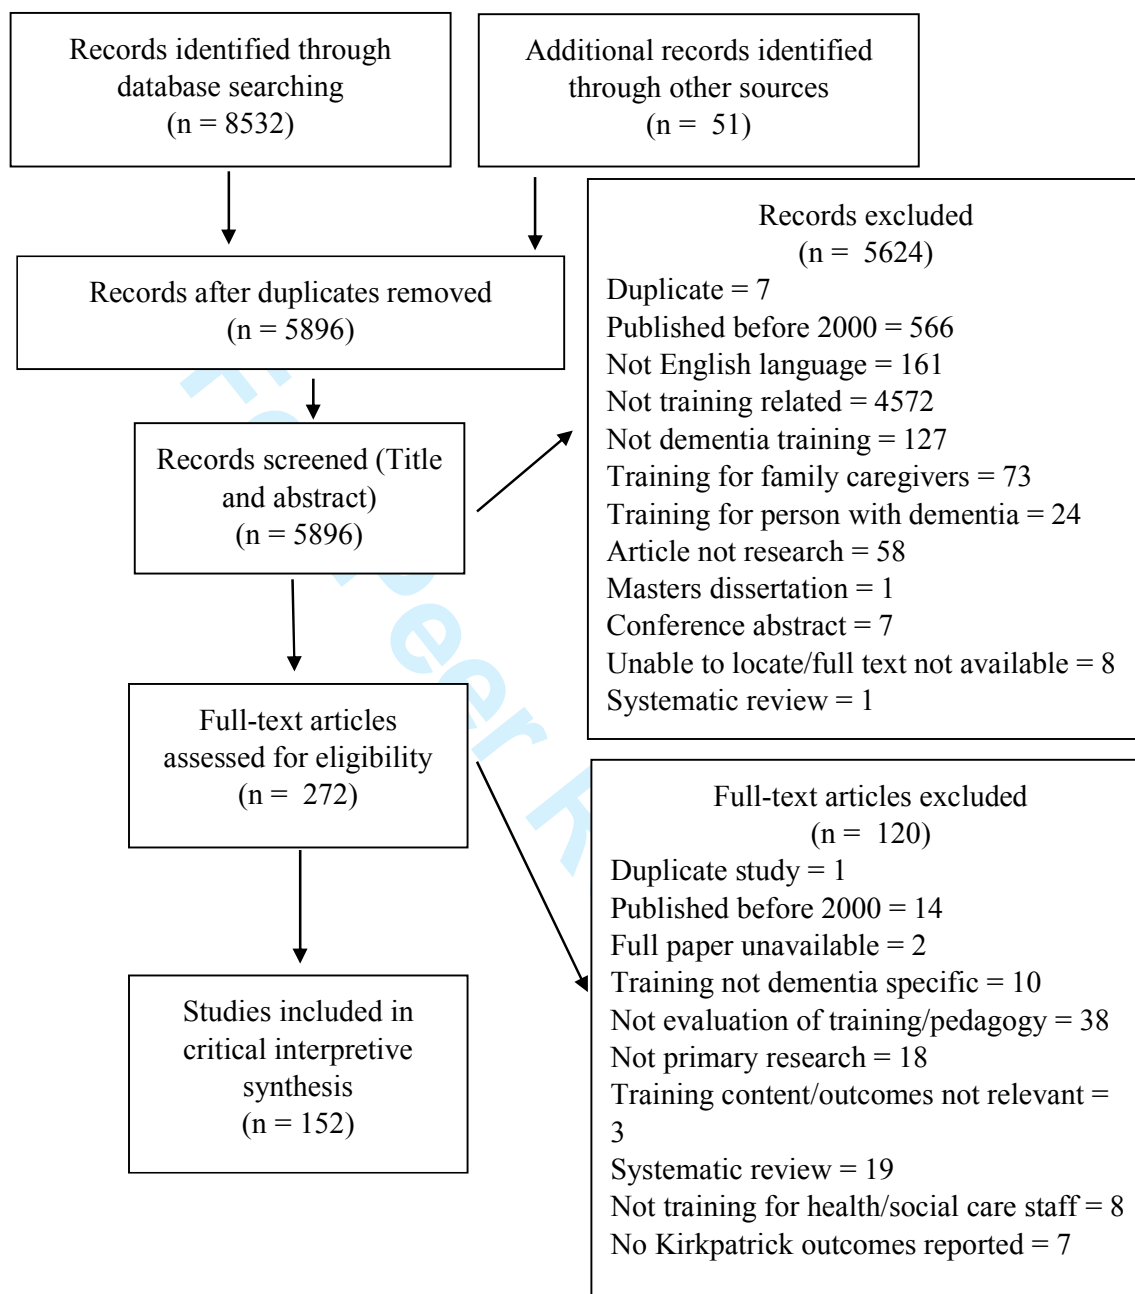 Records identified through
database searching
(n = 8532)
Additional records identified
through other sources
(n =  51)
Records after duplicates removed
(n = 5896)
Records excluded
(n =  5624)
Duplicate = 7
Published before 2000 = 566
Not English language = 161
Not training related = 4572
Not dementia training = 127
Training for family caregivers = 73
Training for person with dementia = 24
Article not research = 58
Masters dissertation = 1
Conference abstract = 7
Unable to locate/full text not available = 8
Systematic review = 1
Records screened (Title
and abstract)
(n = 5896)
Full-text articles
assessed for eligibility
(n =  272)
Full-text articles excluded
(n =  120)
Duplicate study = 1
Published before 2000 = 14
Full paper unavailable = 2
Training not dementia specific = 10
Not evaluation of training/pedagogy = 38
Not primary research = 18
Training content/outcomes not relevant =
3
Systematic review = 19
Not training for health/social care staff = 8
No Kirkpatrick outcomes reported = 7
Studies included in
critical interpretive
synthesis
(n = 152)
Peer